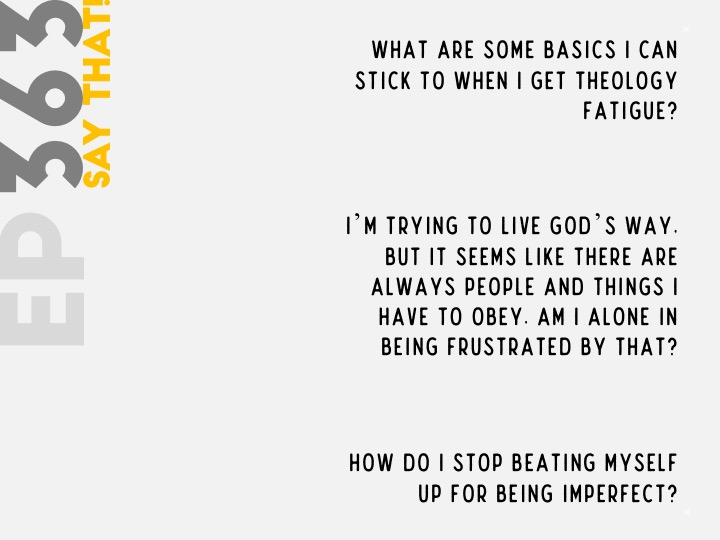 EP 363
SAY THAT!
WHAT ARE SOME BASICS I CAN
STICK TO WHEN I GET THEOLOGY
FATIGUE?
I'M TRYING TO LIVE GOD'S WAY.
BUT IT SEEMS LIKE THERE ARE
ALWAYS PEOPLE AND THINGS I
HAVE TO OBEY. AM I ALONE IN
BEING FRUSTRATED BY THAT?
HOW DO I STOP BEATING MYSELF
UP FOR BEING IMPERFECT?